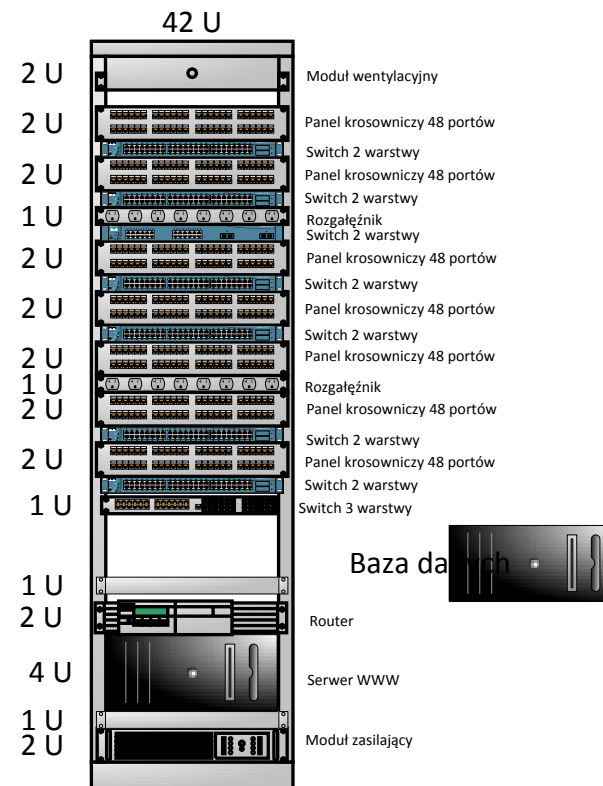 42 U
2 U
Moduł wentylacyjny
2 U
Panel krosowniczy 48 portów
Switch 2 warstwy
2 U
Panel krosowniczy 48 portów
Switch 2 warstwy
1 U
Rozgałęźnik
Switch 2 warstwy
2 U
Panel krosowniczy 48 portów
Switch 2 warstwy
2 U
Panel krosowniczy 48 portów
Switch 2 warstwy
2 U
Panel krosowniczy 48 portów
1 U
Rozgałęźnik
2 U
Panel krosowniczy 48 portów
Switch 2 warstwy
2 U
Panel krosowniczy 48 portów
Switch 2 warstwy
1 U
Switch 3 warstwy
Baza danych
1 U
2 U
Router
4 U
Serwer WWW
1 U
2 U
Moduł zasilający